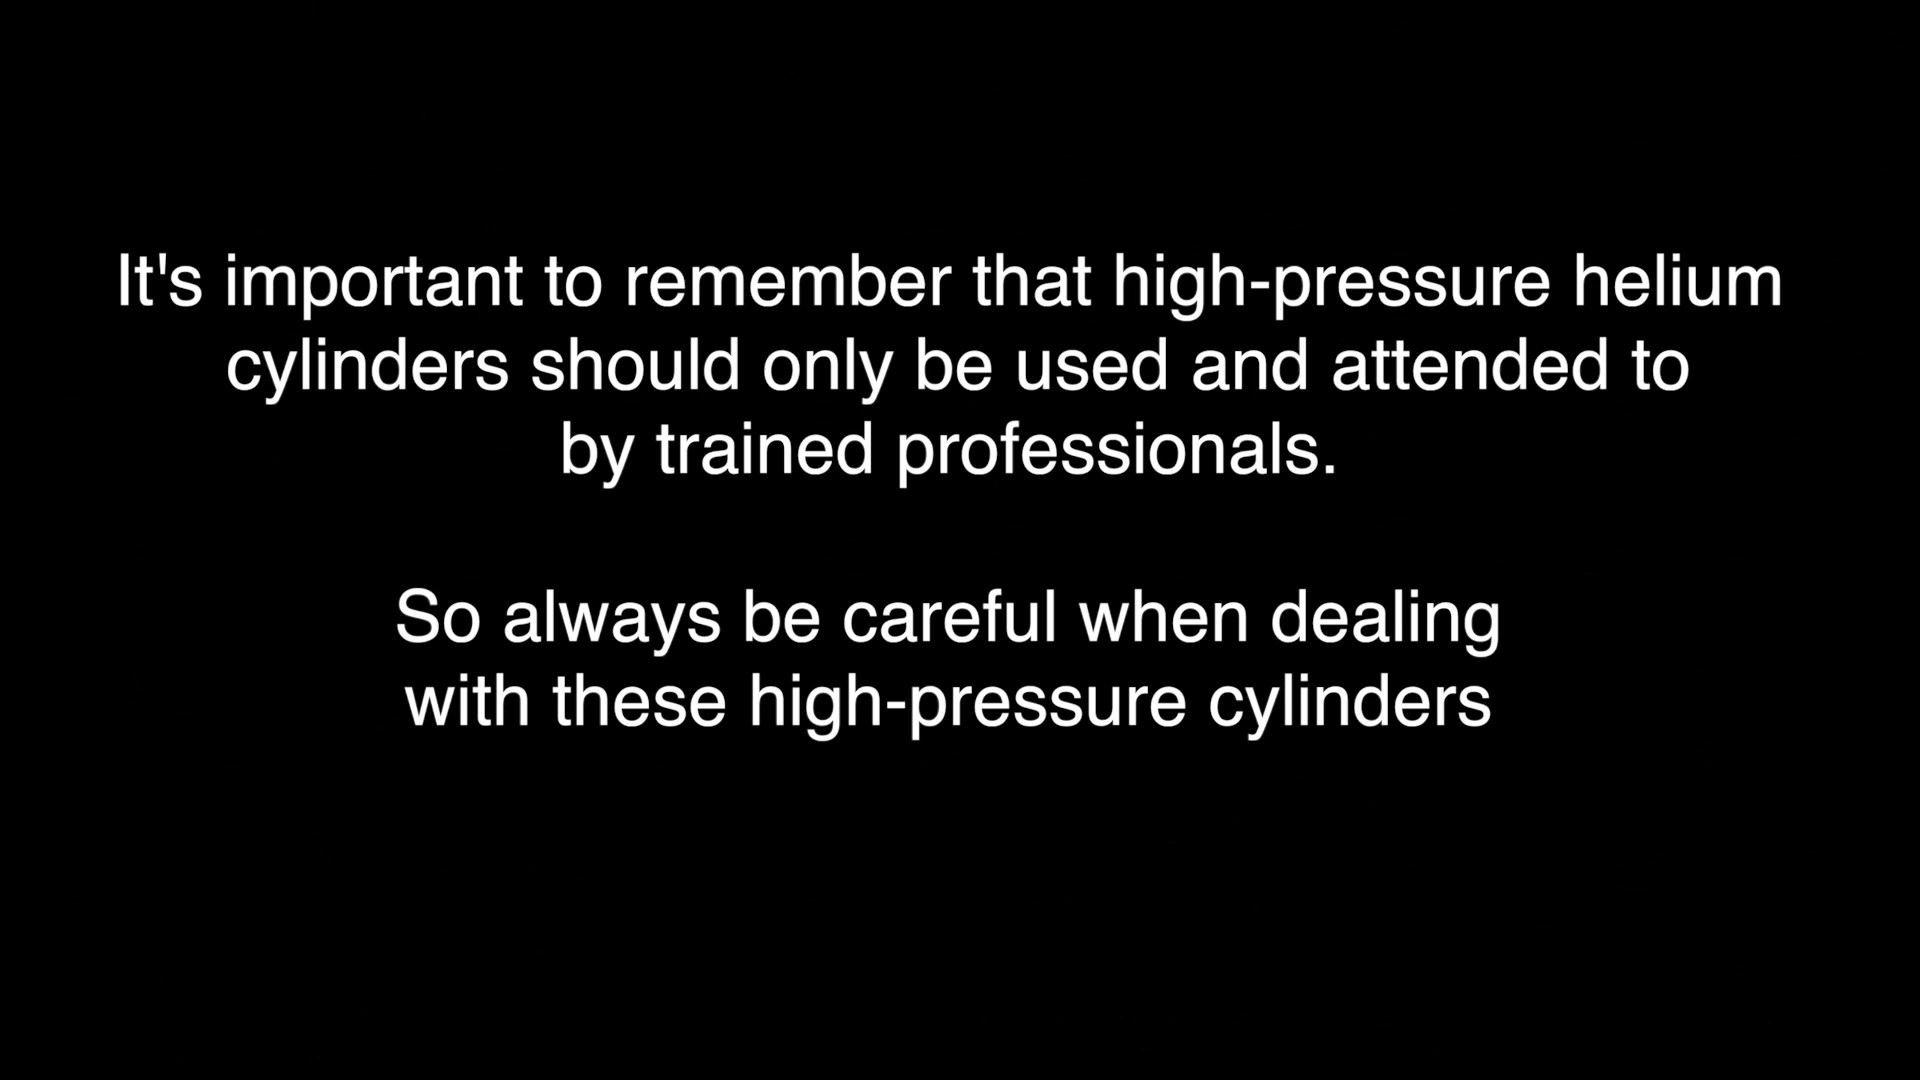 It's important to remember that high-pressure helium
cylinders should only be used and attended to
by trained professionals.
So always be careful when dealing
with these high-pressure cylinders